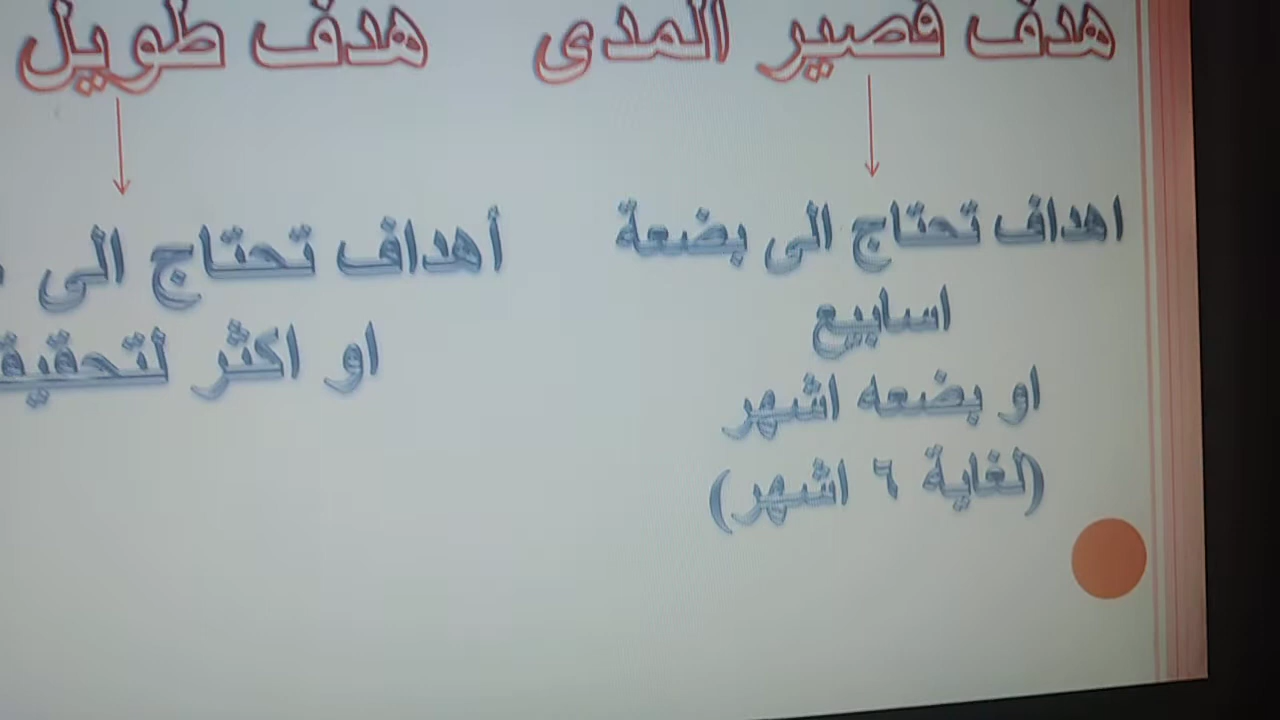 هدف قصير المدى
اهداف تحتاج الى بضعة
اسابيع
او بضعه اشهر
(لغاية ٦ اشهر)
هدف طويل
أهداف تحتاج الى
او اكثر